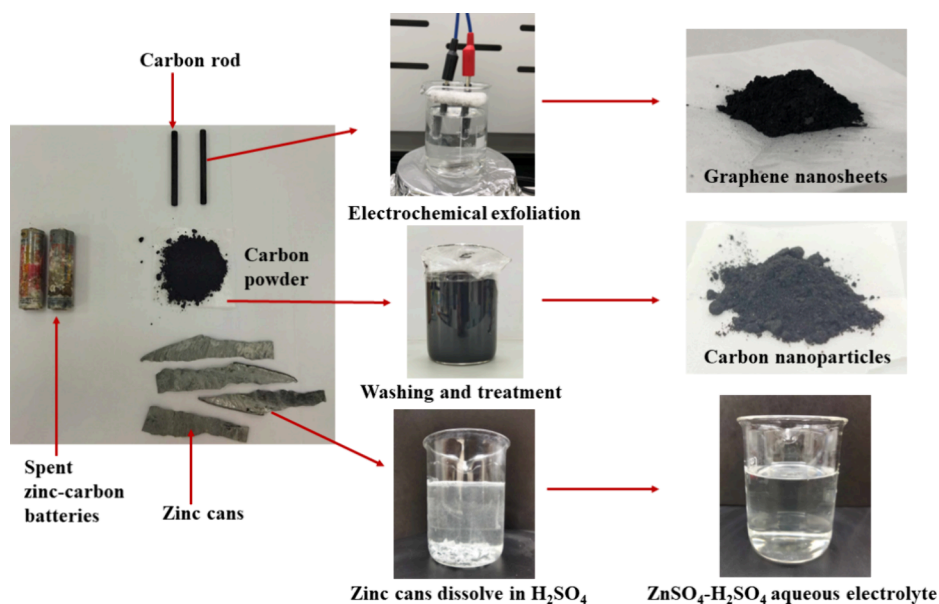 Carbon rod
Electrochemical exfoliation
Graphene nanosheets
Carbon
powder
Washing and treatment
Carbon nanoparticles
Spent
zinc-carbon
batteries
Zinc cans
Zinc cans dissolve in H₂SO₄
ZnSO₄-H₂SO₄ aqueous electrolyte